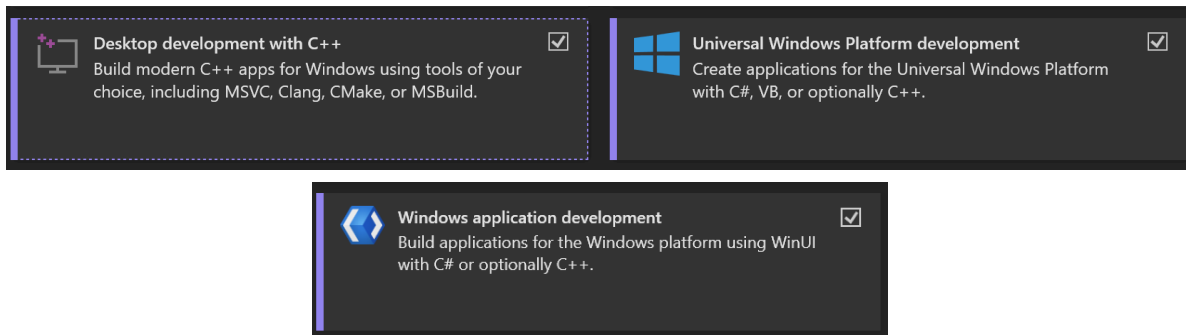 Desktop development with C++
Build modern C++ apps for Windows using tools of your
choice, including MSVC, Clang, CMake, or MSBuild.
Universal Windows Platform development
Create applications for the Universal Windows Platform
with C#, VB, or optionally C++.
Windows application development
Build applications for the Windows platform using WinUI
with C# or optionally C++.